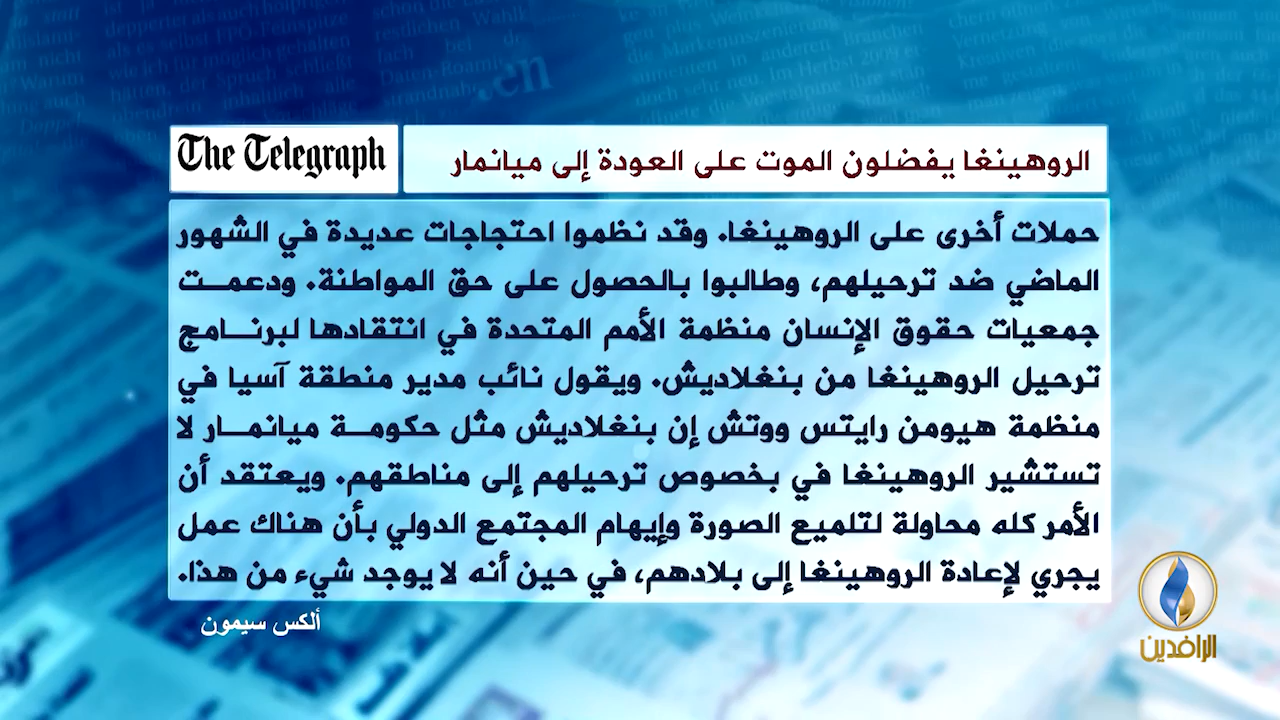 The Telegraph
الروهينغا يفضلون الموت على العودة إلى ميانمار
حملات أخرى على الروهينغا. وقد نظموا احتجاجات عديدة في الشهور
الماضي ضد ترحيلهم، وطالبوا بالحصول على حق المواطنة. ودعمت
جمعيات حقوق الإنسان منظمة الأمم المتحدة في انتقادها لبرنامج
ترحيل الروهينغا من بنغلاديش. ويقول نائب مدير منطقة آسيا في
منظمة هيومن رايتس ووتش إن بنغلاديش مثل حكومة ميانمار لا
تستشير الروهينغا في بخصوص ترحيلهم إلى مناطقهم. ويعتقد أن
الأمر كله محاولة لتلميع الصورة وإيهام المجتمع الدولي بأن هناك عمل
يجري لإعادة الروهينغا إلى بلادهم، في حين أنه لا يوجد شيء من هذا.
ألكس سيمون
الرافدين